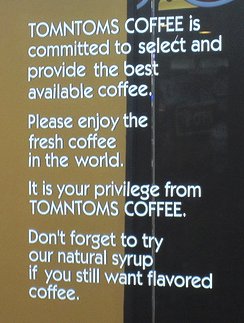 TOMNTOMS COFFEE is
committed to select and
provide the best
available coffee.
Please enjoy the
fresh coffee
in the world.
It is your privilege from
TOMNTOMS COFFEE.
Don't forget to try
our natural syrup
if you still want flavored
coffee.